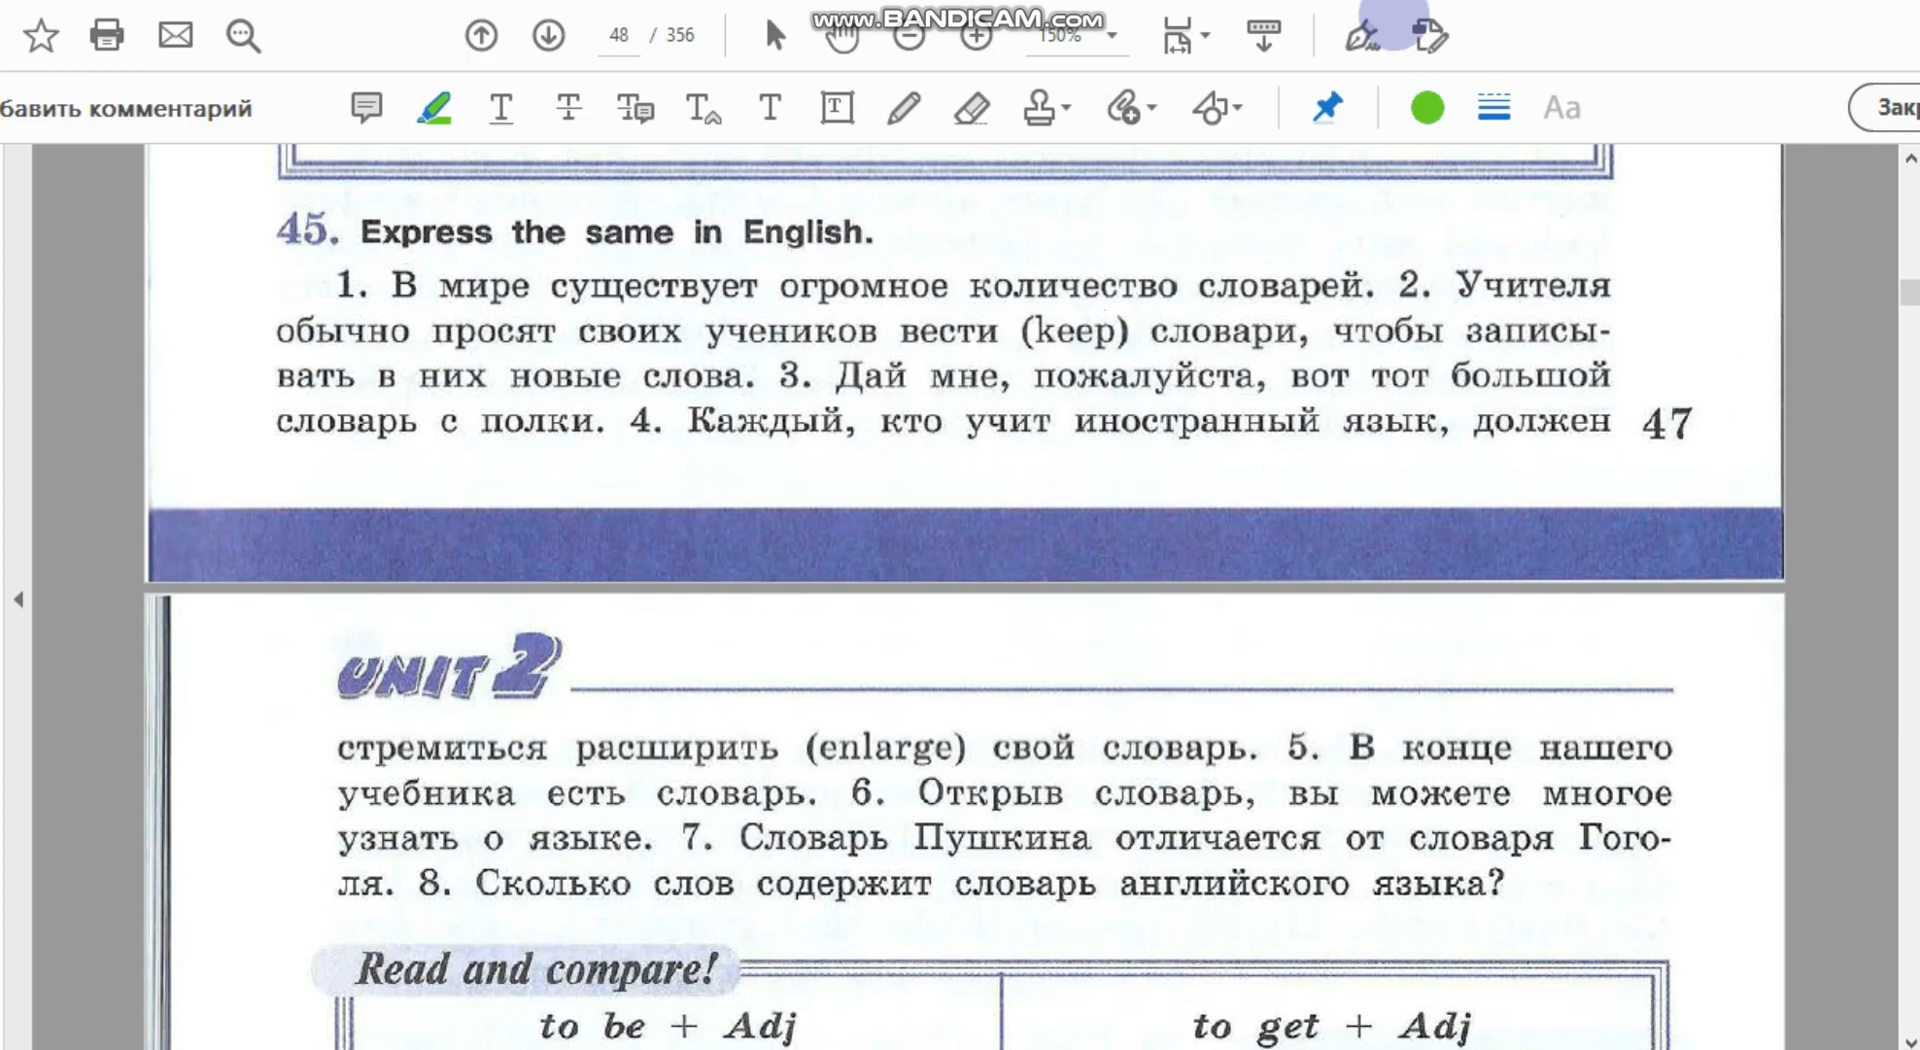 www.BANDICAM.com
48 / 356
150%
бавить комментарий
Aa
Зак
45. Express the same in English.
1. В мире существует огромное количество словарей. 2. Учителя
обычно просят своих учеников вести (keep) словари, чтобы записы-
вать в них новые слова. 3. Дай мне, пожалуйста, вот тот большой
словарь с полки. 4. Каждый, кто учит иностранный язык, должен
47
UNIT 2
стремиться расширить (enlarge) свой словарь. 5. В конце нашего
учебника есть словарь. 6. Открыв словарь, вы можете многое
узнать о языке. 7. Словарь Пушкина отличается от словаря Гого-
ля. 8. Сколько слов содержит словарь английского языка?
Read and compare!
to be + Adj
to get + Adj